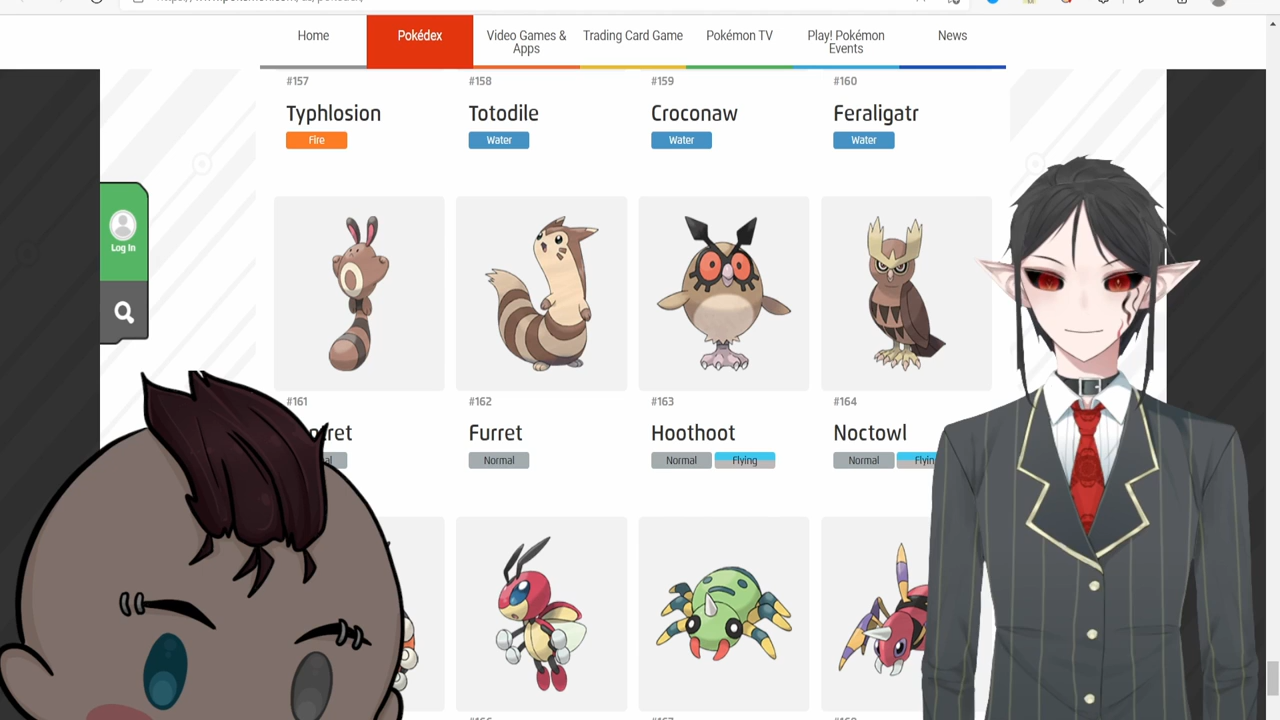 Home
Pokédex
Video Games &
Apps
Trading Card Game
Pokémon TV
Play! Pokémon
Events
News
#157
#158
#159
#160
Typhlosion
Totodile
Croconaw
Feraligatr
Fire
Water
Water
Water
Log In
#161
#162
#163
#164
Furret
Hoothoot
Noctowl
Normal
Normal
Flying
Normal